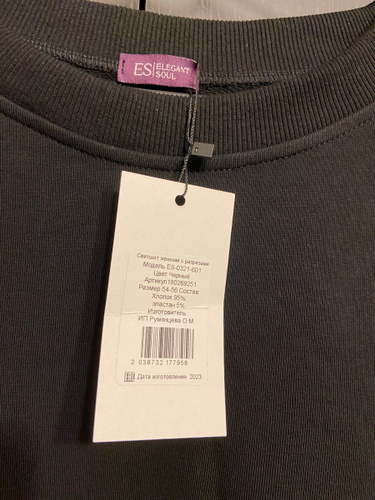 ES ELEGANT
SOUL
Свитшот женский с разрезами
Модель ES-0321-601
Цвет Черный
Артикул180269251
Размер 54-56 Состав
Хлопок 95%,
эластан 5%
Изготовитель
ИП Румянцева О.М.
2 038732 177958
Дата изготовления 2023